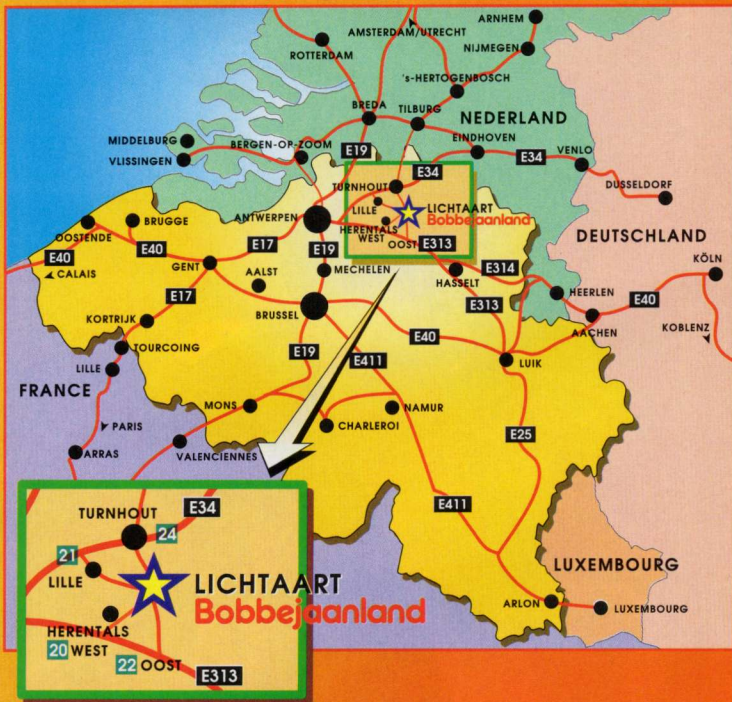 ARNHEM
AMSTERDAM/UTRECHT
ROTTERDAM
NIJMEGEN
's-HERTOGENBOSCH
BREDA
TILBURG
NEDERLAND
MIDDELBURG
BERGEN-OP-ZOOM
EINDHOVEN
VLISSINGEN
E19
E34
VENLO
TURNHOUT
E34
DUSSELDORF
LILLE
LICHTAART
Bobbejaanland
BRUGGE
ANTWERPEN
HERENTALS
WEST
OOST
E313
OOSTENDE
DEUTSCHLAND
E40
E40
E17
E19
CALAIS
GENT
MECHELEN
E314
KÖLN
AALST
HASSELT
E17
E313
HEERLEN
E40
KORTRIJK
BRUSSEL
AACHEN
KOBLENZ
TOURCOING
E40
E19
E411
LUIK
LILLE
FRANCE
MONS
NAMUR
PARIS
CHARLEROI
E25
ARRAS
VALENCIENNES
E411
LUXEMBOURG
ARLON
LUXEMBOURG
TURNHOUT
E34
24
21
LILLE
LICHTAART
Bobbejaanland
HERENTALS
20 WEST
22 OOST
E313